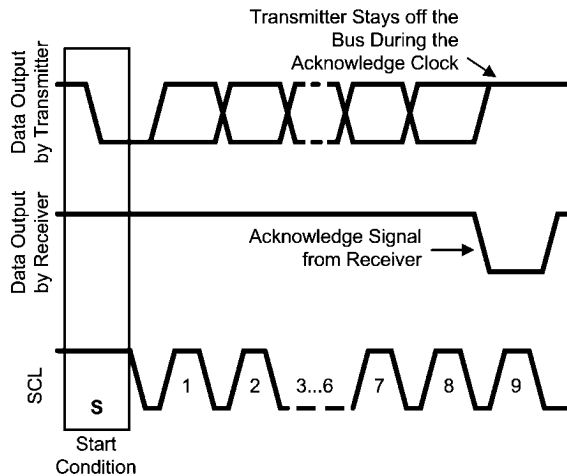 Transmitter Stays off the
Bus During the
Acknowledge Clock
Data Output
by Transmitter
Data Output
by Receiver
Acknowledge Signal
from Receiver
SCL
1
2
3...6
7
8
9
S
Start
Condition